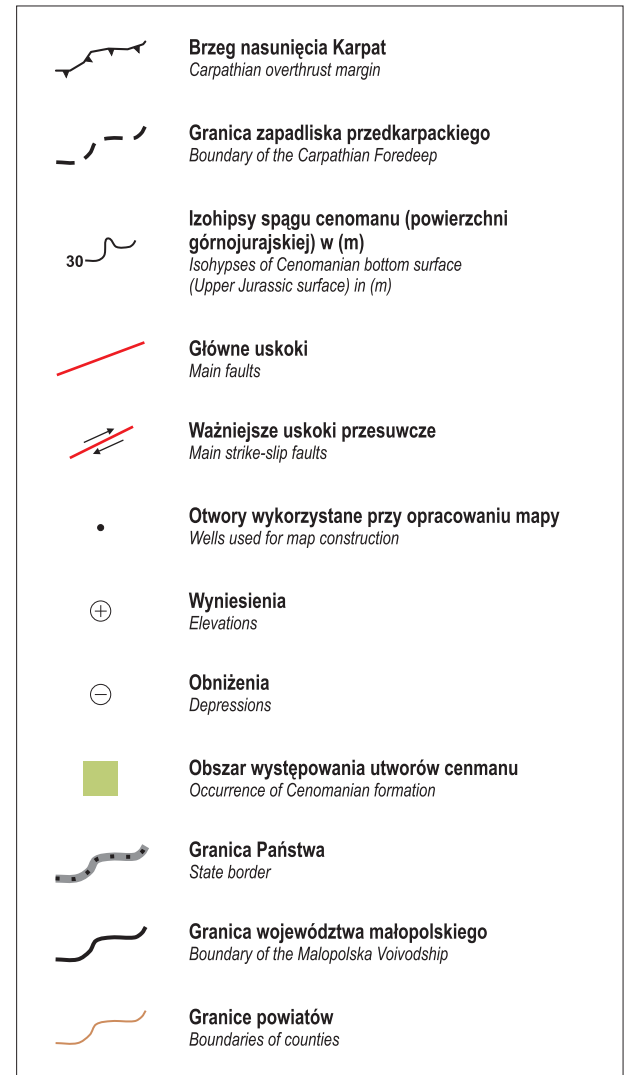 Brzeg nasunięcia Karpat
Carpathian overthrust margin
Granica zapadliska przedkarpackiego
Boundary of the Carpathian Foredeep
Izohipsy spągu cenomanu (powierzchni
górnojurajskiej) w (m)
Isohypses of Cenomanian bottom surface
(Upper Jurassic surface) in (m)
30
Główne uskoki
Main faults
Ważniejsze uskoki przesuwcze
Main strike-slip faults
Otwory wykorzystane przy opracowaniu mapy
Wells used for map construction
Wyniesienia
Elevations
Obniżenia
Depressions
Obszar występowania utworów cenmanu
Occurrence of Cenomanian formation
Granica Państwa
State border
Granica województwa małopolskiego
Boundary of the Malopolska Voivodship
Granice powiatów
Boundaries of counties